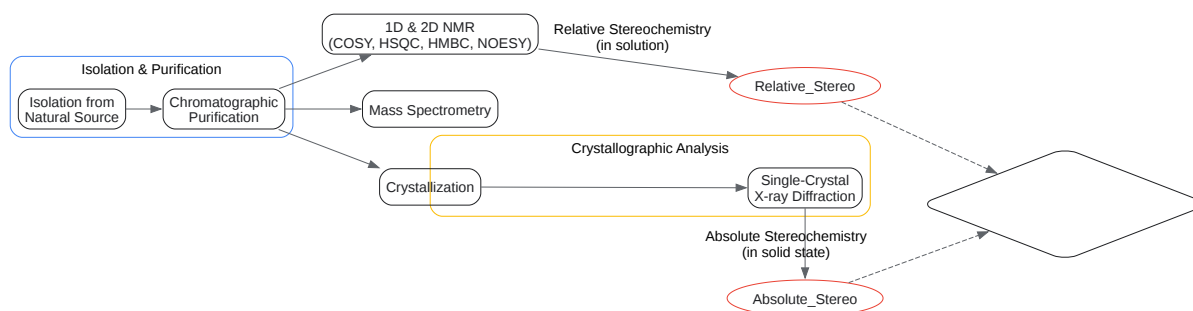 1D & 2D NMR
(COSY, HSQC, HMBC, NOESY)
Relative Stereochemistry
(in solution)
Isolation & Purification
Relative_Stereo
Isolation from
Natural Source
Chromatographic
Purification
Mass Spectrometry
Crystallographic Analysis
Crystallization
Single-Crystal
X-ray Diffraction
Absolute Stereochemistry
(in solid state)
Absolute_Stereo